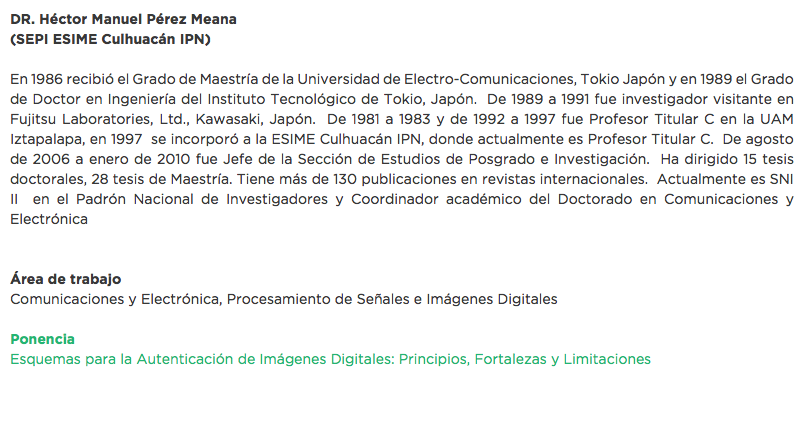 DR. Héctor Manuel Pérez Meana
(SEPI ESIME Culhuacán IPN)
En 1986 recibió el Grado de Maestría de la Universidad de Electro-Comunicaciones, Tokio Japón y en 1989 el Grado
de Doctor en Ingeniería del Instituto Tecnológico de Tokio, Japón. De 1989 a 1991 fue investigador visitante en
Fujitsu Laboratories, Ltd., Kawasaki, Japón. De 1981 a 1983 y de 1992 a 1997 fue Profesor Titular C en la UAM
Iztapalapa, en 1997 se incorporó a la ESIME Culhuacán IPN, donde actualmente es Profesor Titular C. De agosto
de 2006 a enero de 2010 fue Jefe de la Sección de Estudios de Posgrado e Investigación. Ha dirigido 15 tesis
doctorales, 28 tesis de Maestría. Tiene más de 130 publicaciones en revistas internacionales. Actualmente es SNI
II en el Padrón Nacional de Investigadores y Coordinador académico del Doctorado en Comunicaciones y
Electrónica
Área de trabajo
Comunicaciones y Electrónica, Procesamiento de Señales e Imágenes Digitales
Ponencia
Esquemas para la Autenticación de Imágenes Digitales: Principios, Fortalezas y Limitaciones